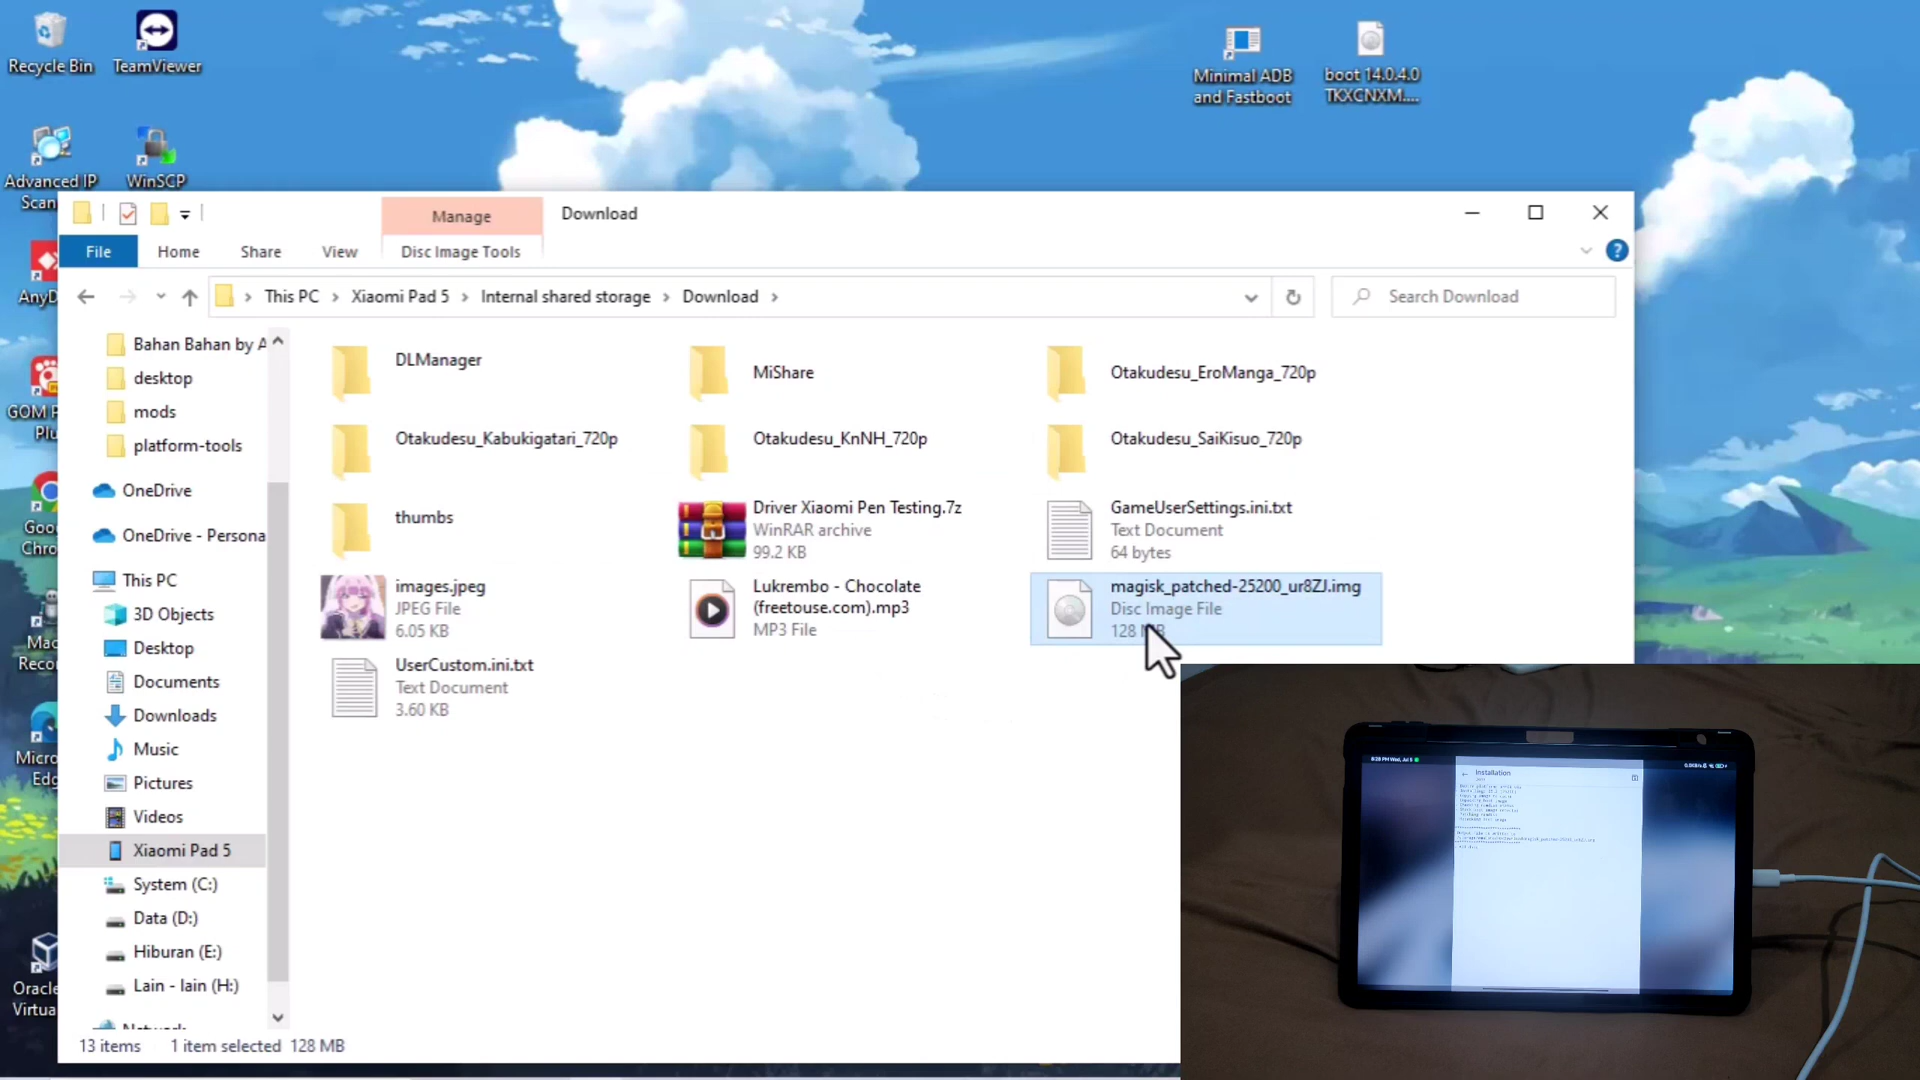 Recycle Bin
TeamViewer
Minimal ADB
and Fastboot
boot 14.0.4.0
TKXCNXM....
Advanced IP
Scan
WinSCP
AnyD
GOM P
Plu
Goo
Chro
Mac
Reco
Micro
Edg
Oracle
Virtua
Manage
Download
File
Home
Share
View
Disc Image Tools
This PC
Xiaomi Pad 5
Internal shared storage
Download
Search Download
Bahan Bahan by A
desktop
mods
platform-tools
OneDrive
OneDrive - Persona
This PC
3D Objects
Desktop
Documents
Downloads
Music
Pictures
Videos
Xiaomi Pad 5
System (C:)
Data (D:)
Hiburan (E:)
Lain - lain (H:)
Network
DLManager
MiShare
Otakudesu_EroManga_720p
Otakudesu_Kabukigatari_720p
Otakudesu_KnNH_720p
Otakudesu_SaiKisuo_720p
thumbs
Driver Xiaomi Pen Testing.7z
WinRAR archive
99.2 KB
GameUserSettings.ini.txt
Text Document
64 bytes
images.jpeg
JPEG File
6.05 KB
Lukrembo - Chocolate
(freetouse.com).mp3
MP3 File
magisk_patched-25200_ur8ZJ.img
Disc Image File
128 MB
UserCustom.ini.txt
Text Document
3.60 KB
13 items
1 item selected 128 MB
8:28 PM Wed, Jul 5
Installation